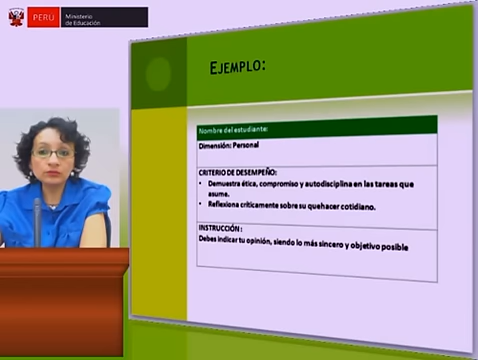 PERÚ
Ministerio
de Educación
EJEMPLO:
Nombre del estudiante:
Dimensión: Personal
CRITERIO DE DESEMPEÑO:
• Demuestra ética, compromiso y autodisciplina en las tareas que
asume.
• Reflexiona críticamente sobre su quehacer cotidiano.
INSTRUCCIÓN:
Debes indicar tu opinión, siendo lo más sincero y objetivo posible